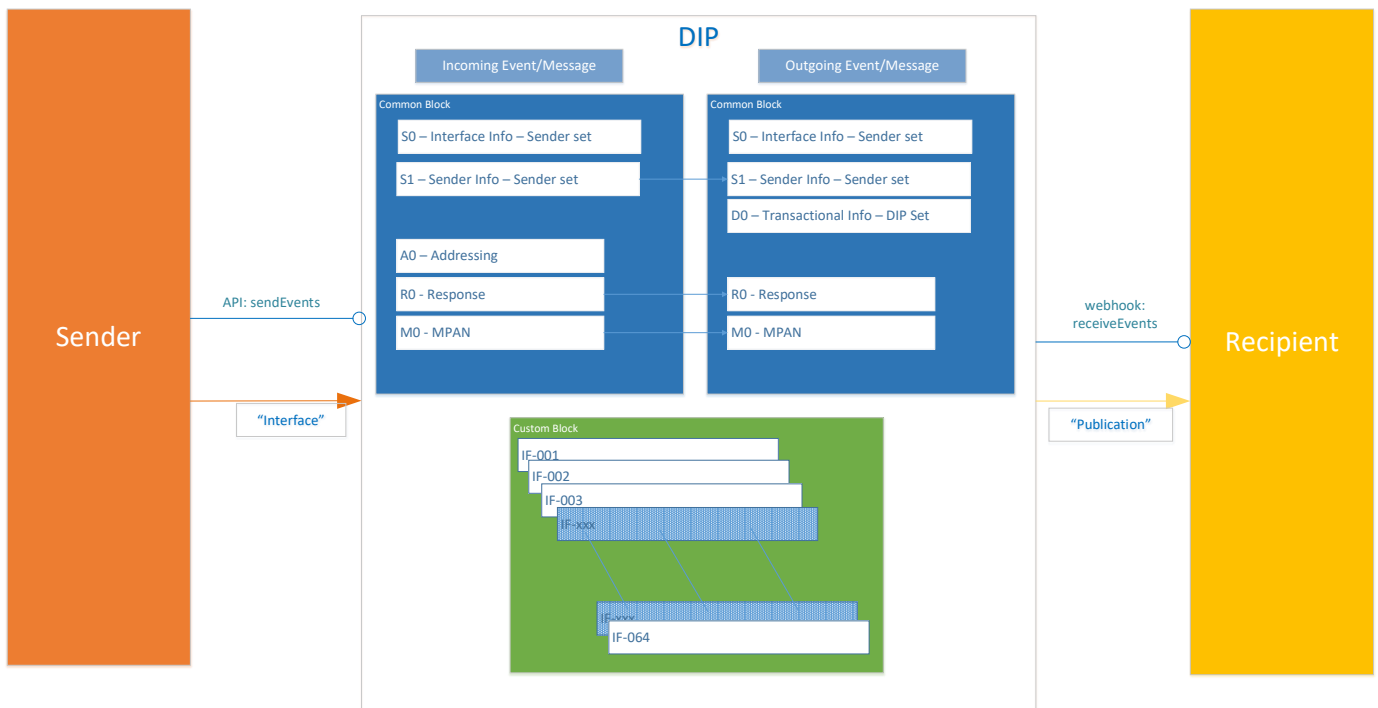 DIP
Incoming Event/Message
Outgoing Event/Message
Common Block
S0 – Interface Info – Sender set
S1 – Sender Info – Sender set
A0 – Addressing
R0 - Response
M0 - MPAN
Common Block
S0 – Interface Info – Sender set
S1 – Sender Info – Sender set
D0 – Transactional Info – DIP Set
R0 - Response
M0 - MPAN
Sender
API: sendEvents
“Interface”
webhook:
receiveEvents
Recipient
“Publication”
Custom Block
IF-001
IF-002
IF-003
IF-xxx
IF-xxx
IF-064